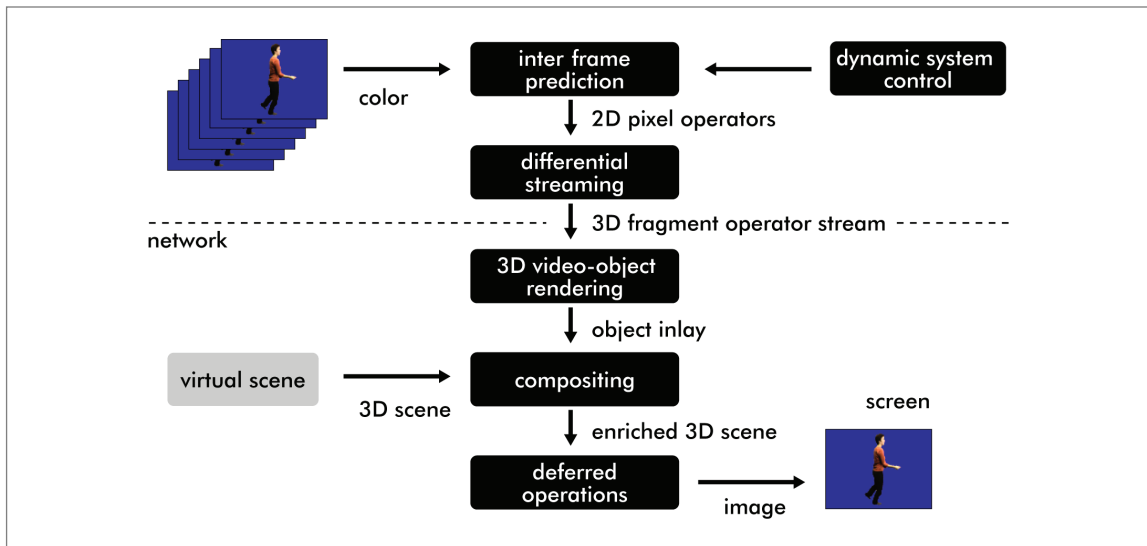 inter frame
prediction
dynamic system
control
color
2D pixel operators
differential
streaming
3D fragment operator stream
network
3D video-object
rendering
object inlay
virtual scene
compositing
3D scene
screen
enriched 3D scene
deferred
operations
image